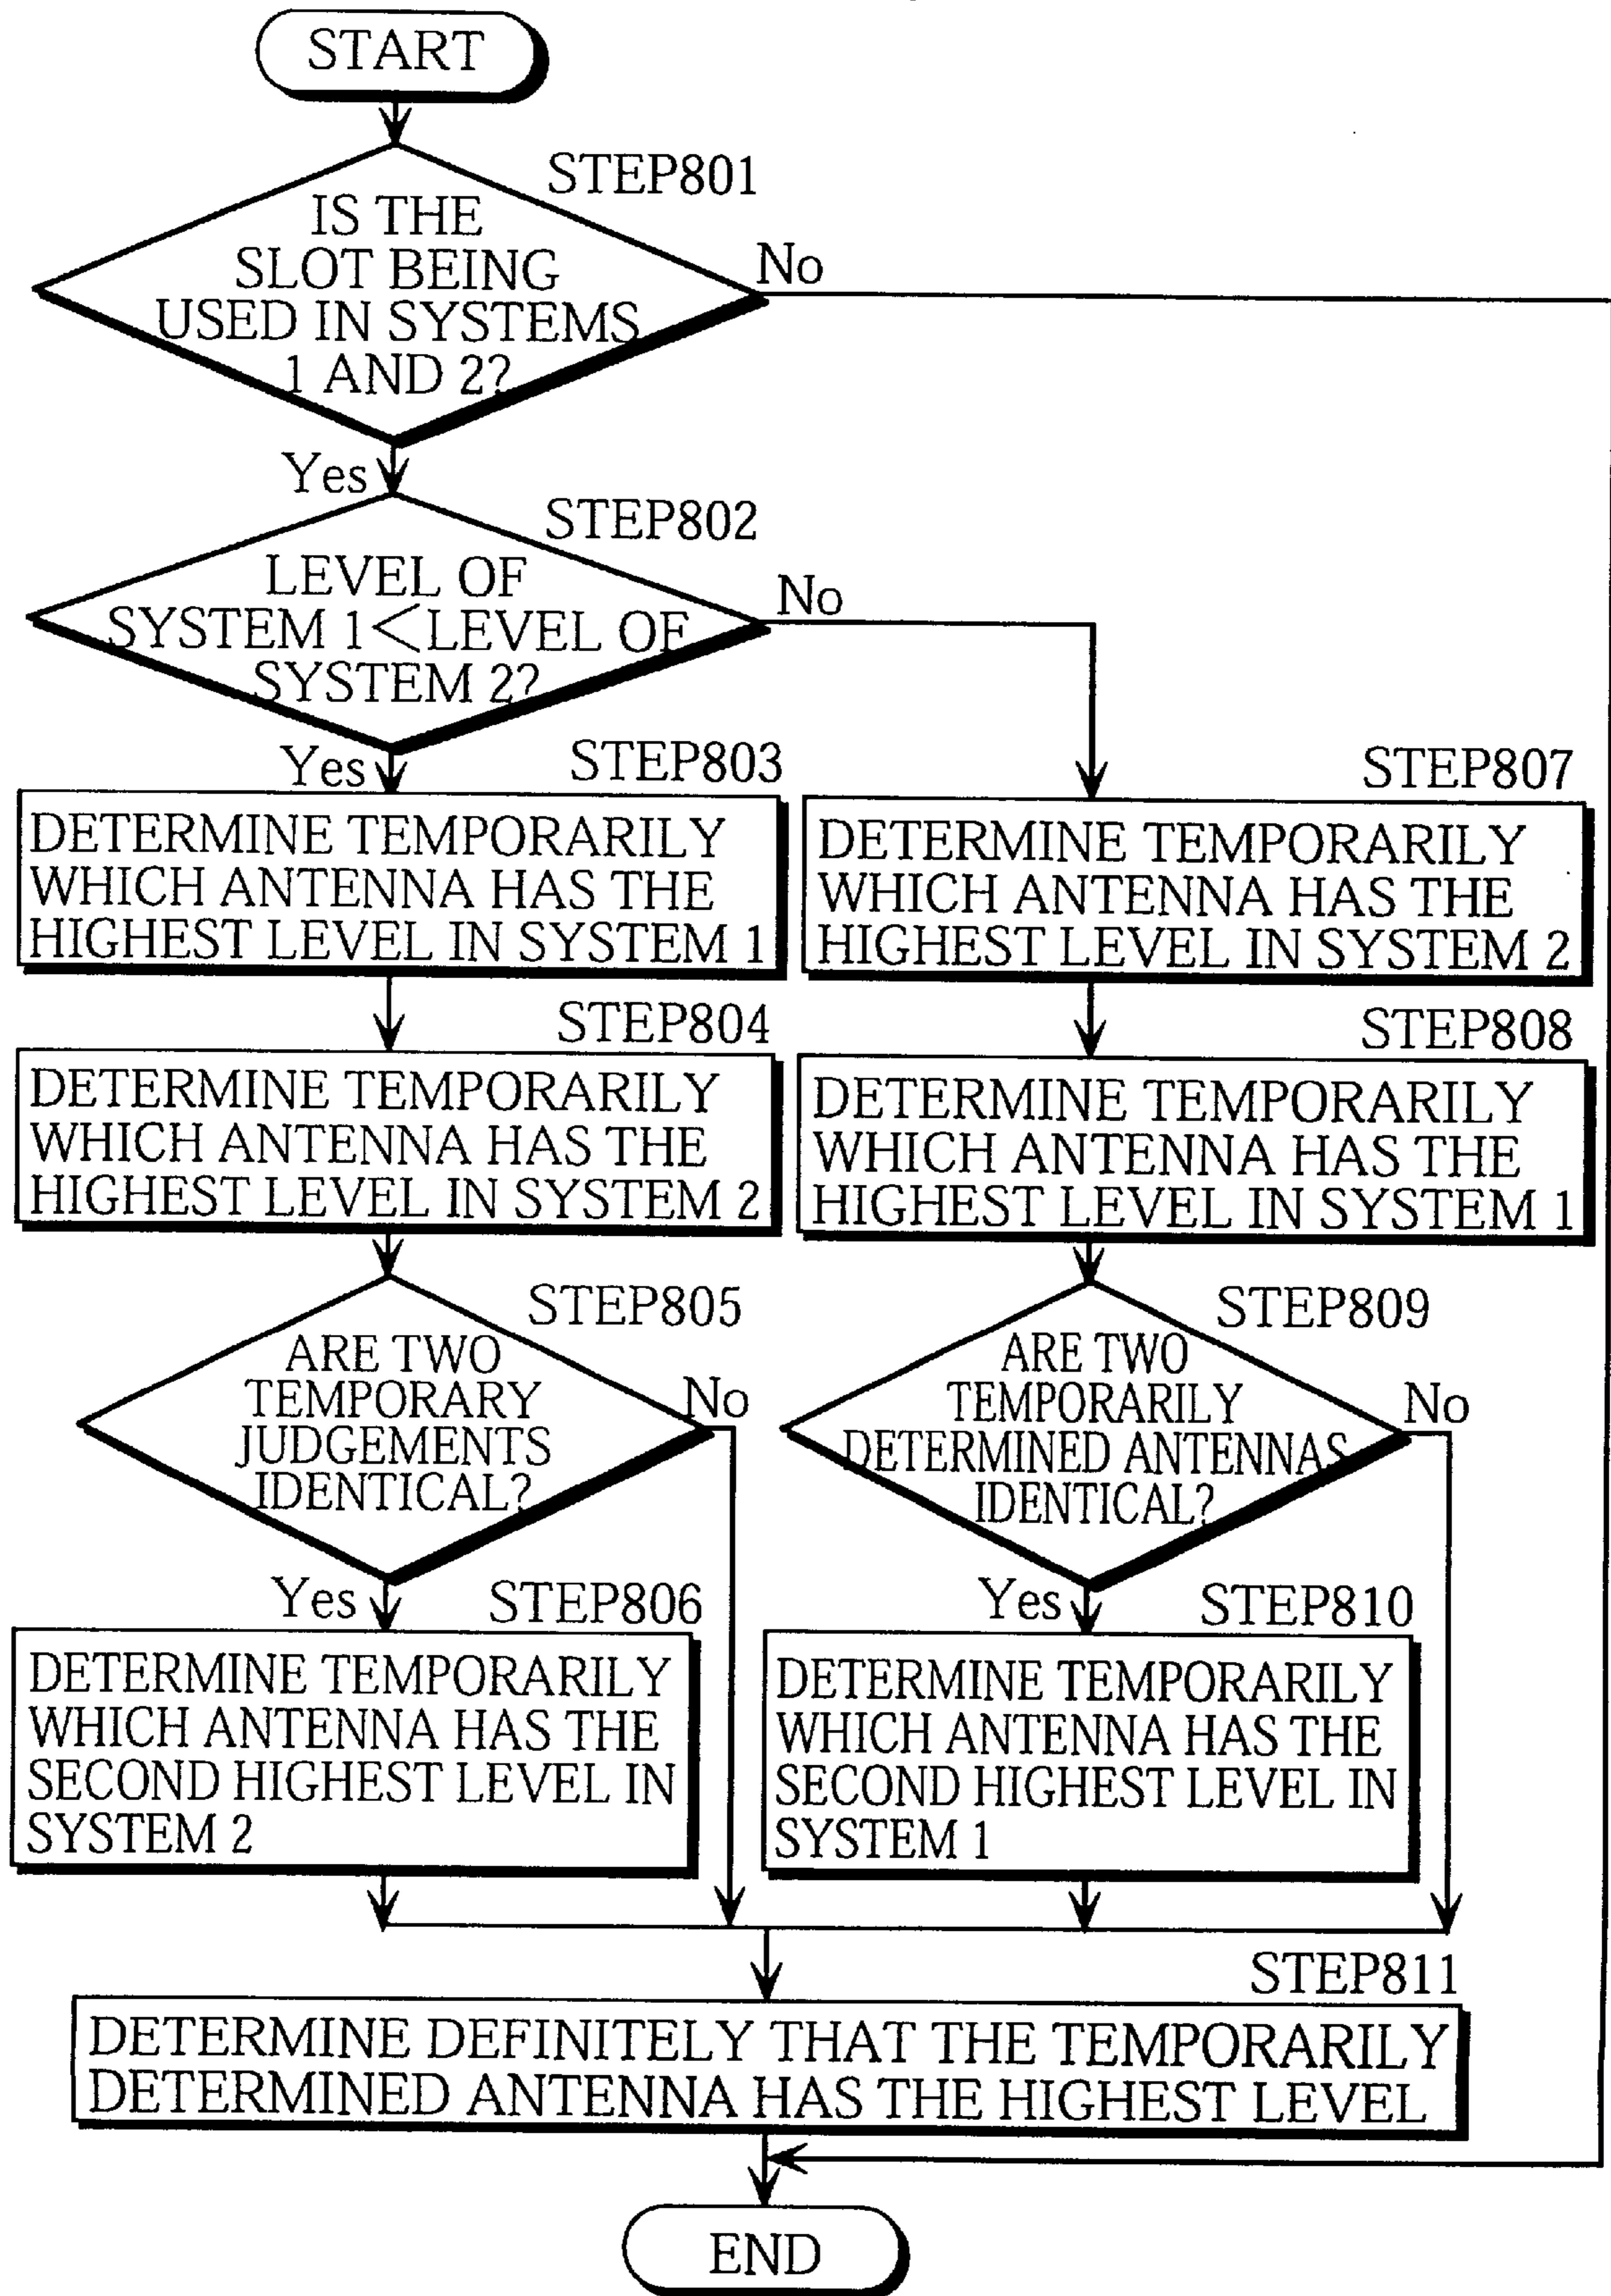 START
STEP801
IS THE
SLOT BEING
USED IN SYSTEMS
1 AND 2?
No
Yes
STEP802
LEVEL OF
SYSTEM 1<LEVEL OF
SYSTEM 2?
No
Yes
STEP803
DETERMINE TEMPORARILY
WHICH ANTENNA HAS THE
HIGHEST LEVEL IN SYSTEM 1
STEP807
DETERMINE TEMPORARILY
WHICH ANTENNA HAS THE
HIGHEST LEVEL IN SYSTEM 2
STEP804
DETERMINE TEMPORARILY
WHICH ANTENNA HAS THE
HIGHEST LEVEL IN SYSTEM 2
STEP808
DETERMINE TEMPORARILY
WHICH ANTENNA HAS THE
HIGHEST LEVEL IN SYSTEM 1
STEP805
ARE TWO
TEMPORARY
JUDGEMENTS
IDENTICAL?
No
Yes
STEP809
ARE TWO
TEMPORARILY
DETERMINED ANTENNAS
IDENTICAL?
No
Yes
STEP806
DETERMINE TEMPORARILY
WHICH ANTENNA HAS THE
SECOND HIGHEST LEVEL IN
SYSTEM 2
STEP810
DETERMINE TEMPORARILY
WHICH ANTENNA HAS THE
SECOND HIGHEST LEVEL IN
SYSTEM 1
STEP811
DETERMINE DEFINITELY THAT THE TEMPORARILY
DETERMINED ANTENNA HAS THE HIGHEST LEVEL
END